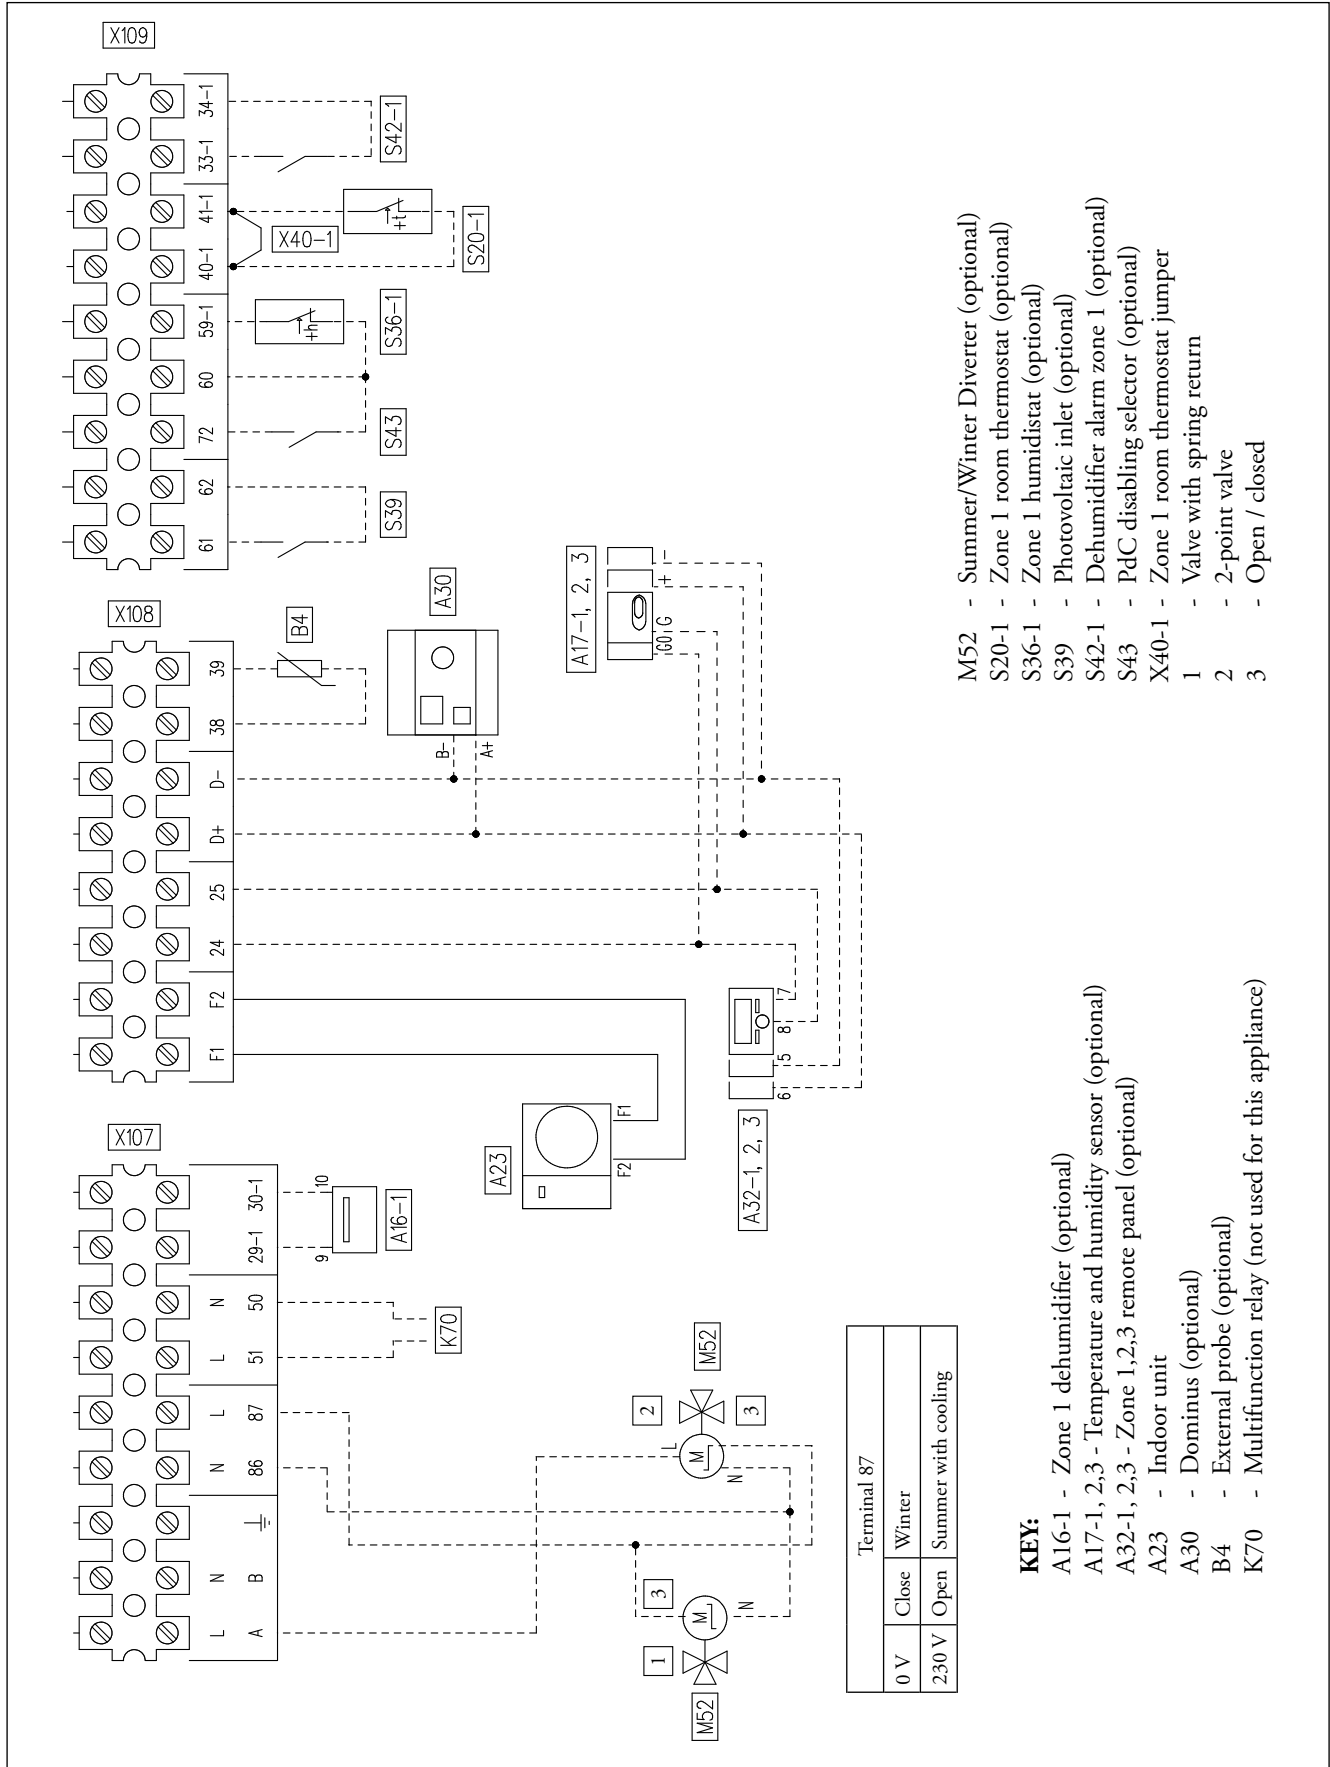 X107
L
N
N
L
L
N
A
B
86
87
51
50
29-1
30-1
9
10
A16-1
K70
M52
1
3
M
N
L
M
N
2
3
M52
X108
F1
F2
24
25
D+
D-
38
39
B4
A30
B-
A+
A17-1, 2, 3
G0
G
+
-
A23
F2
F1
A32-1, 2, 3
6
5
8
7
X109
61
62
72
60
59-1
40-1
41-1
33-1
34-1
S39
S43
S36-1
+h
X40-1
+t
S20-1
S42-1
Terminal 87
0 V Close Winter
230 V Open Summer with cooling
KEY:
A16-1 - Zone 1 dehumidifier (optional)
A17-1, 2,3 - Temperature and humidity sensor (optional)
A32-1, 2,3 - Zone 1,2,3 remote panel (optional)
A23 - Indoor unit
A30 - Dominus (optional)
B4 - External probe (optional)
K70 - Multifunction relay (not used for this appliance)
M52 - Summer/Winter Diverter (optional)
S20-1 - Zone 1 room thermostat (optional)
S36-1 - Zone 1 humidistat (optional)
S39 - Photovoltaic inlet (optional)
S42-1 - Dehumidifier alarm zone 1 (optional)
S43 - PdC disabling selector (optional)
X40-1 - Zone 1 room thermostat jumper
1 - Valve with spring return
2 - 2-point valve
3 - Open / closed